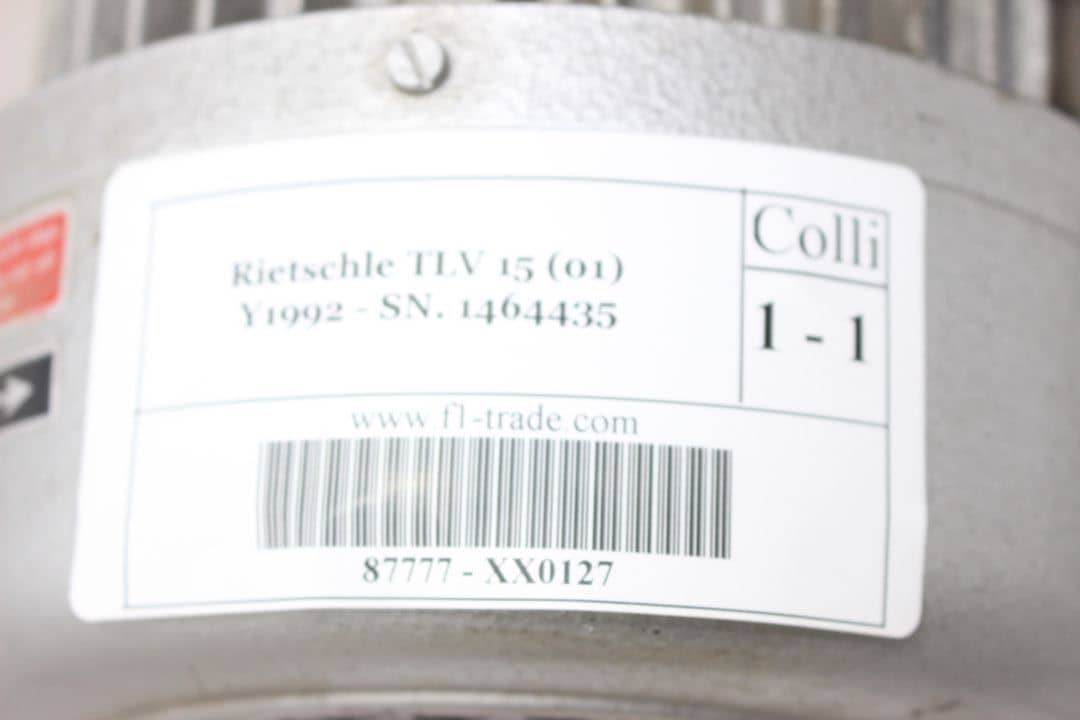 Rietschle TLV 15 (01)
Y1992 - SN. 1464435
Colli
1 - 1
www.fl-trade.com
87777 - XX0127